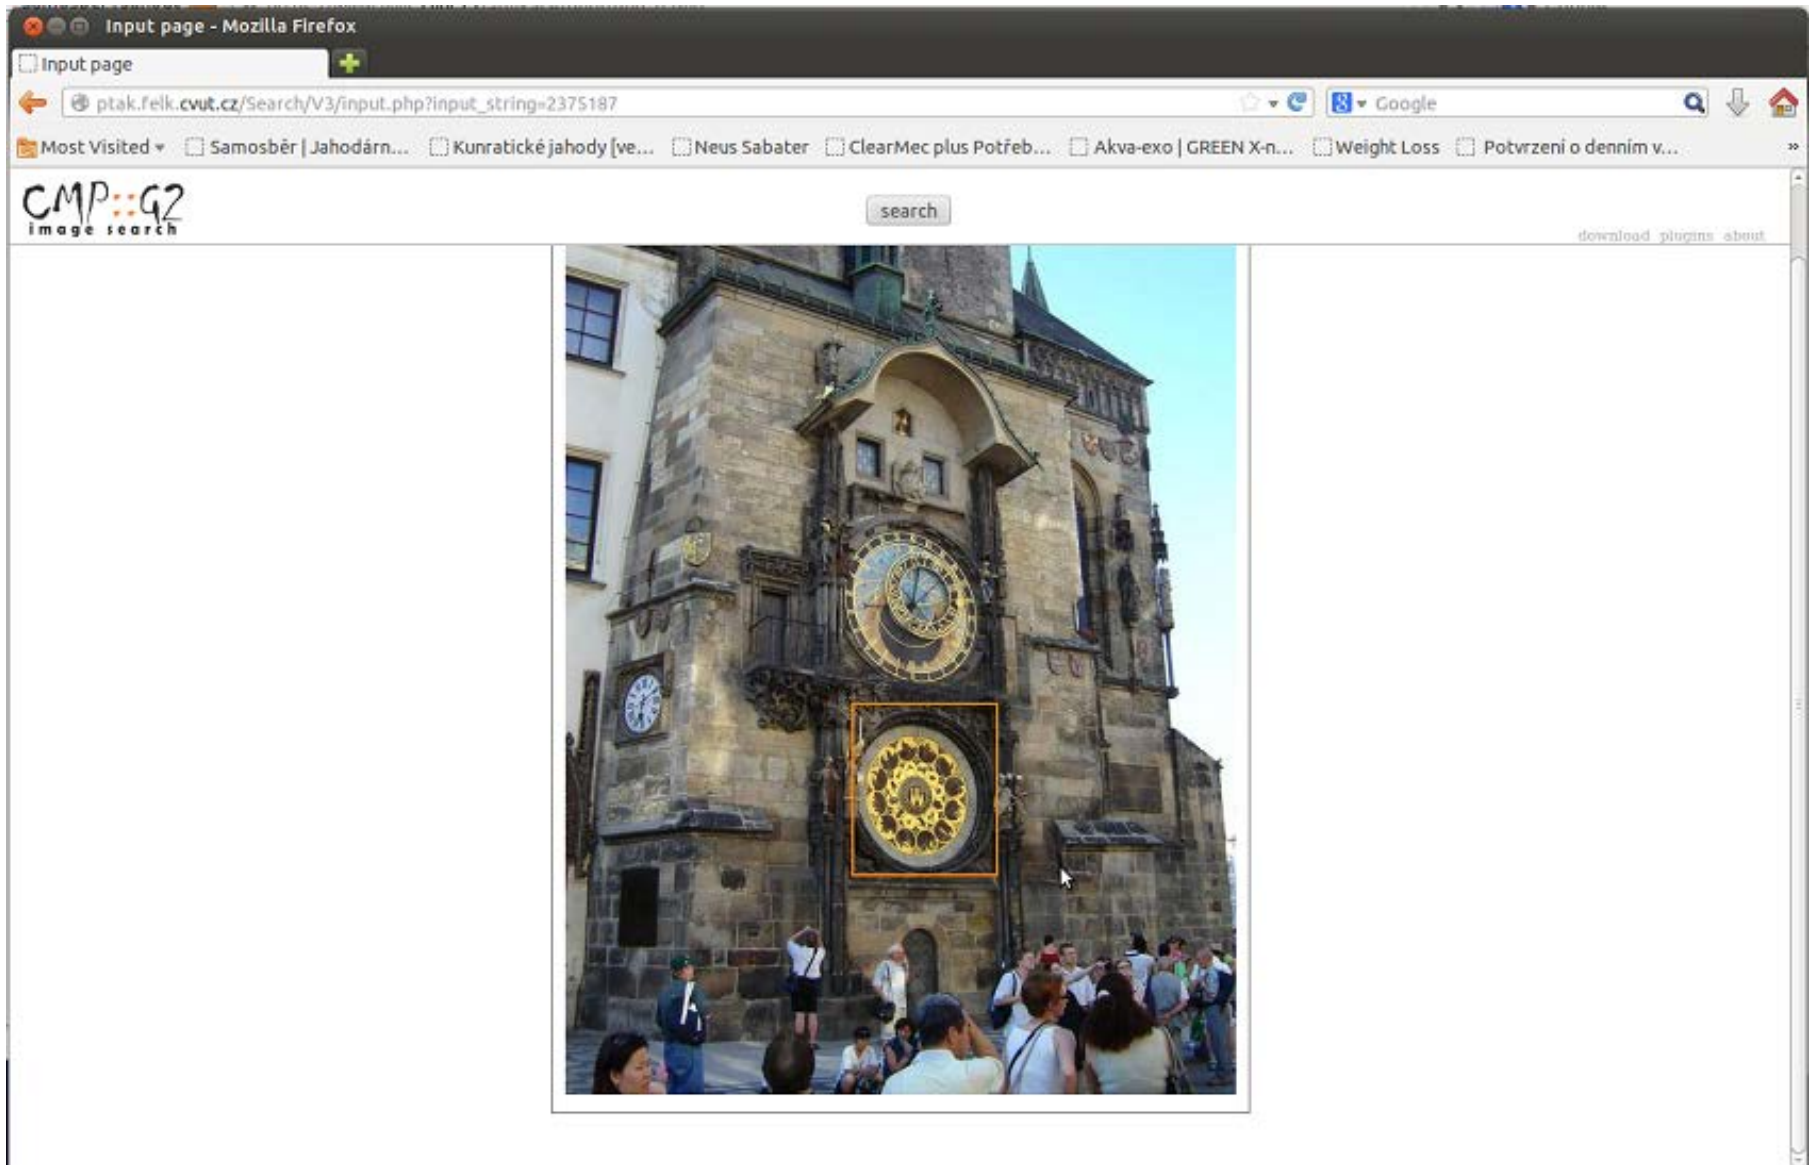 Input page - Mozilla Firefox
Input page
ptak.felk.cvut.cz/Search/V3/input.php?input_string=2375187
Google
Most Visited
Samosběr | Jahodárn...
Kunratické jahody [ve...
Neus Sabater
ClearMec plus Potřeb...
Akva-exo | GREEN X-n...
Weight Loss
Potvrzení o denním v...
»
CMP::G2
image search
search
download plugins about